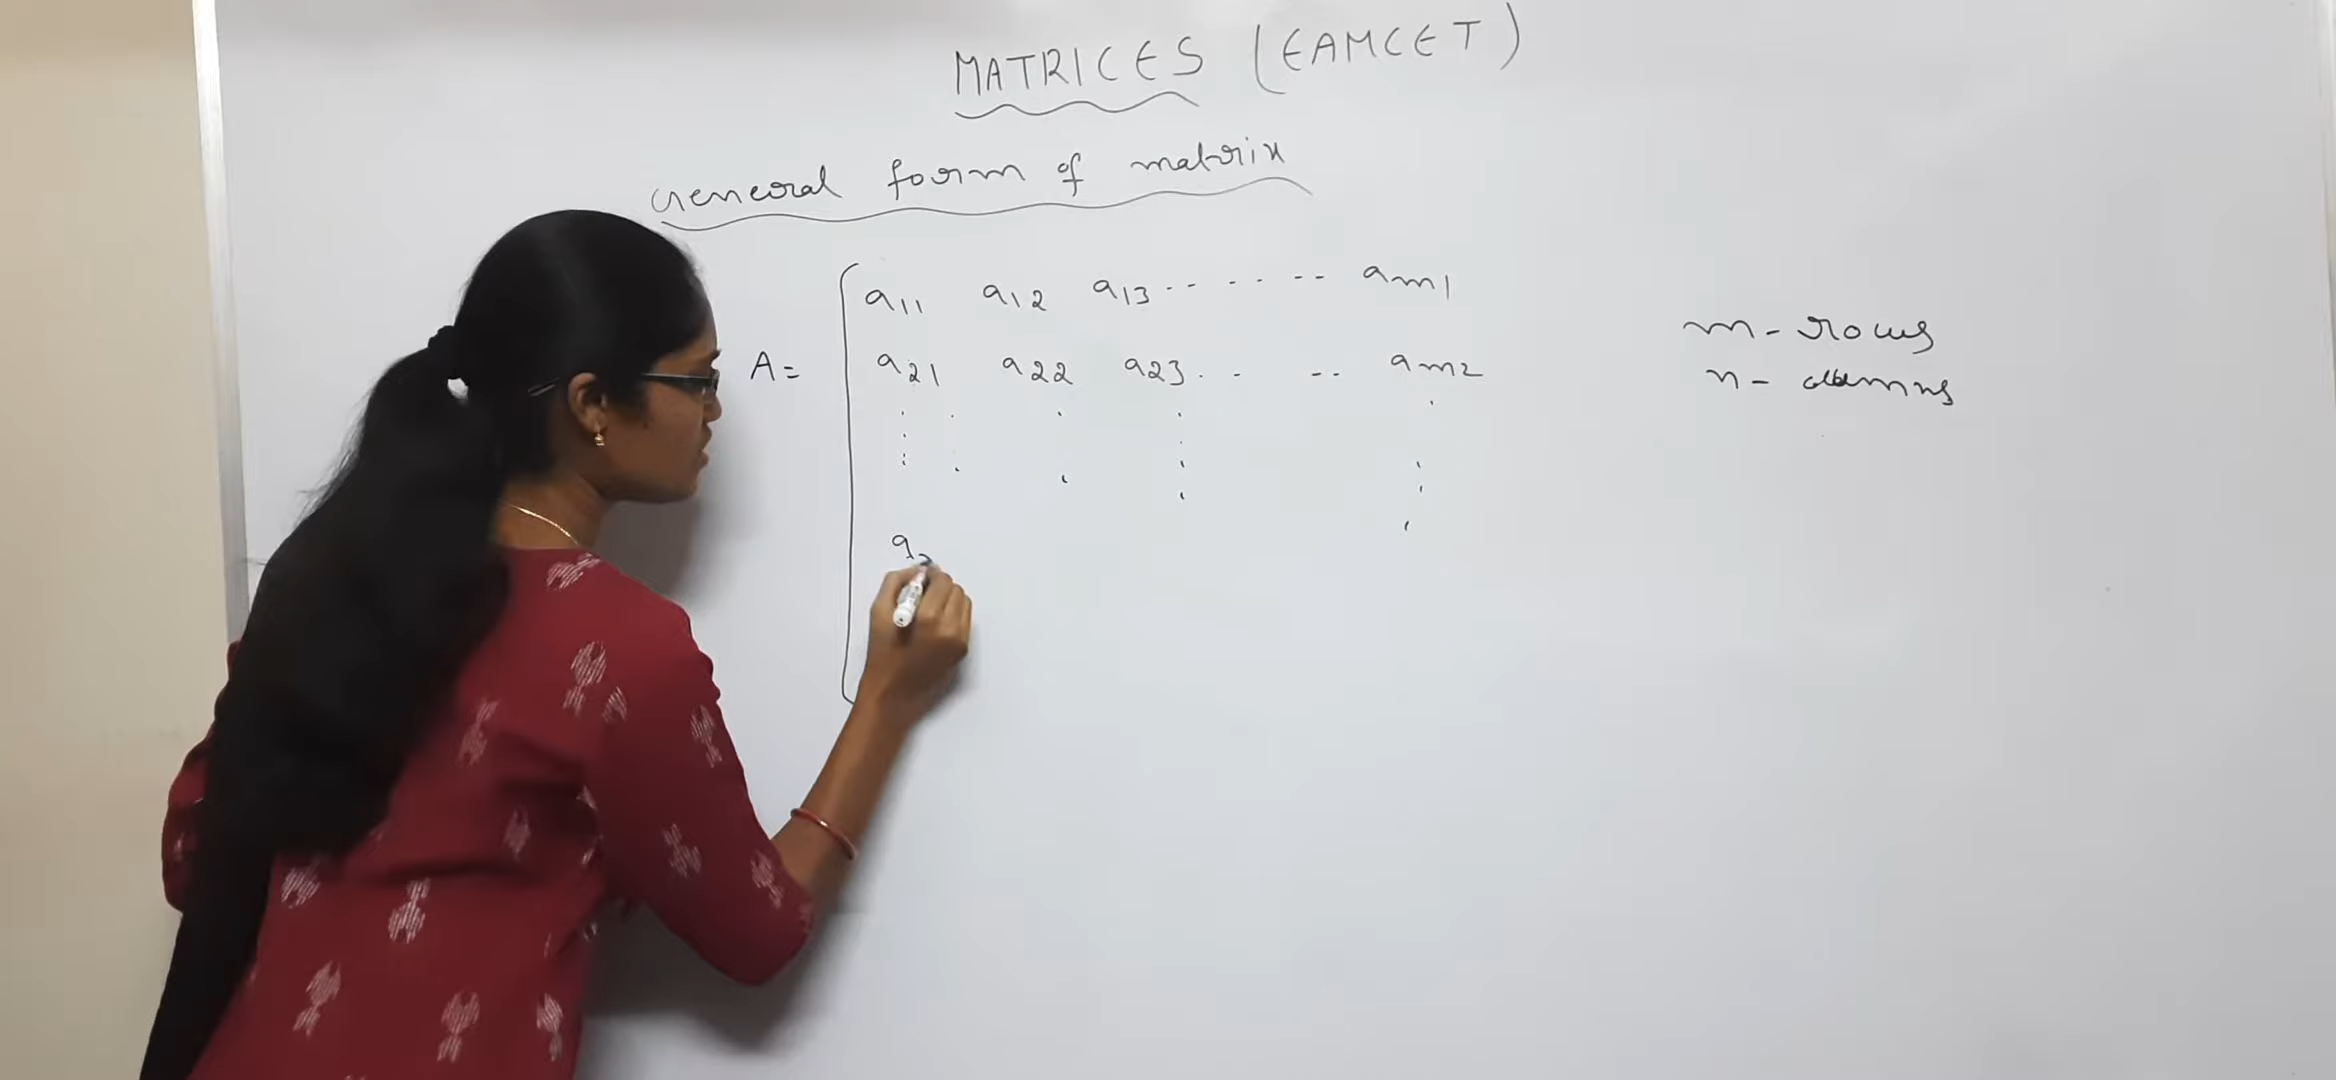 MATRICES (EAMCET)
General form of matrix
a11 a12 a13 -- -- -- am1
A= a21 a22 a23 . . -- am2
m - rows
n - columns
a